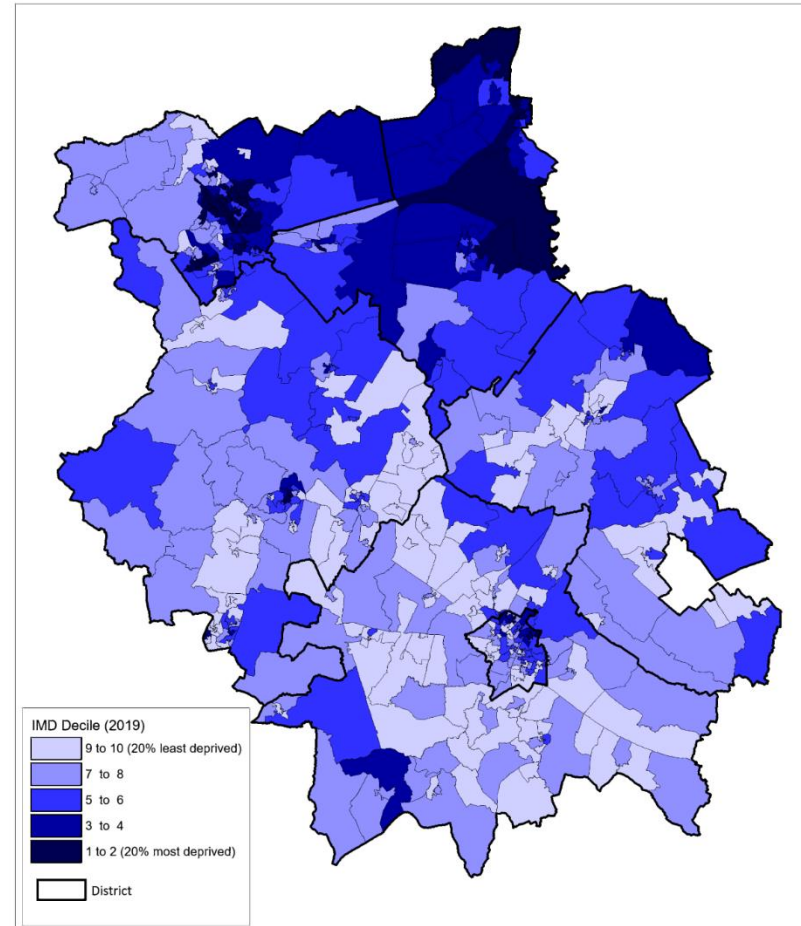 IMD Decile (2019)
9 to 10 (20% least deprived)
7 to 8
5 to 6
3 to 4
1 to 2 (20% most deprived)
District